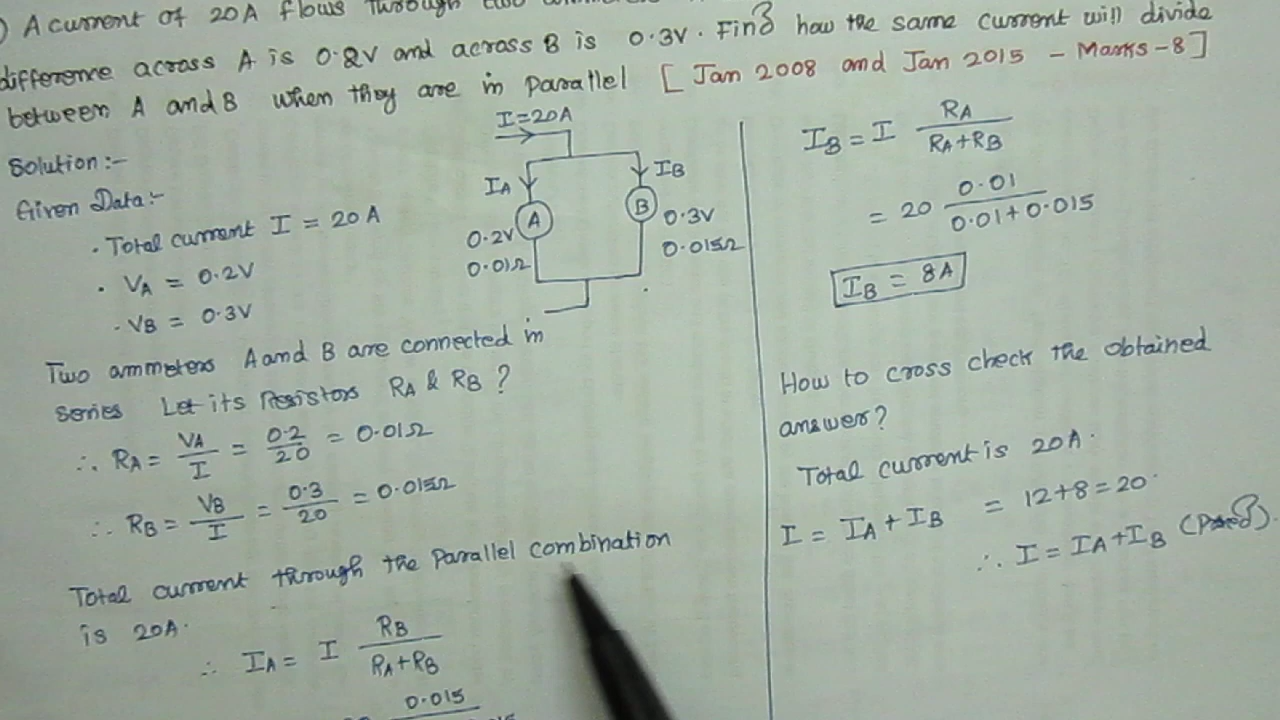 ) A current of 20A flows through two
difference across A is 0.2V and across B is 0.3V. Find how the same current will divide
between A and B when they are in parallel [Jan 2008 and Jan 2015 - Marks-8]
Solution:-
Given Data:-
. Total current I = 20A
. VA = 0.2V
. VB = 0.3V
Two ammeters A and B are connected in
series Let its Resistors RA & RB ?
∴ RA = VA/I = 0.2/20 = 0.01Ω
∴ RB = VB/I = 0.3/20 = 0.015Ω
Total current through the Parallel combination
is 20A.
∴ IA = I RB/RA+RB
0.015
I=20A
IA
IB
A
B
0.2V
0.01Ω
0.3V
0.015Ω
IB = I RA/RA+RB
= 20 0.01/0.01+0.015
IB = 8A
How to cross check the obtained
answer?
Total current is 20A.
I = IA + IB = 12+8=20.
∴ I = IA+IB